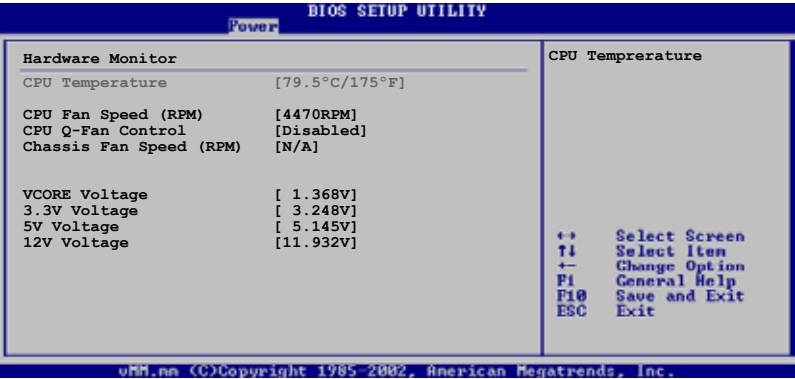 BIOS SETUP UTILITY
Power
Hardware Monitor
CPU Temperature [79.5°C/175°F]
CPU Fan Speed (RPM) [4470RPM]
CPU Q-Fan Control [Disabled]
Chassis Fan Speed (RPM) [N/A]
VCORE Voltage [ 1.368V]
3.3V Voltage [ 3.248V]
5V Voltage [ 5.145V]
12V Voltage [11.932V]
CPU Temprerature
↔ Select Screen
↑↓ Select Item
+- Change Option
F1 General Help
F10 Save and Exit
ESC Exit
vMM.mm (C)Copyright 1985-2002, American Megatrends, Inc.